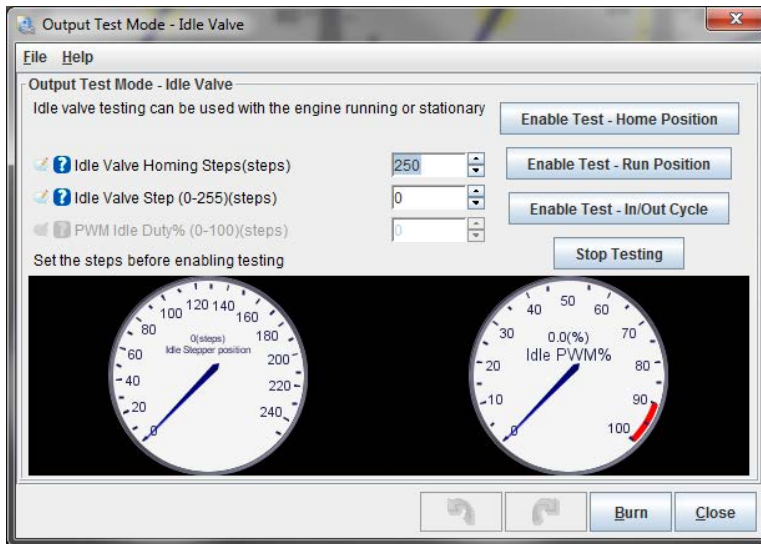 Output Test Mode - Idle Valve
File Help
Output Test Mode - Idle Valve
Idle valve testing can be used with the engine running or stationary
Enable Test - Home Position
Idle Valve Homing Steps(steps) 250
Enable Test - Run Position
Idle Valve Step (0-255)(steps) 0
Enable Test - In/Out Cycle
PWM Idle Duty% (0-100)(steps) 0
Stop Testing
Set the steps before enabling testing
0 20 40 60 80 100 120 140 160 180 200 220 240
0(steps)
Idle Stepper position
0 10 20 30 40 50 60 70 80 90 100
0.0(%)
Idle PWM%
Burn Close